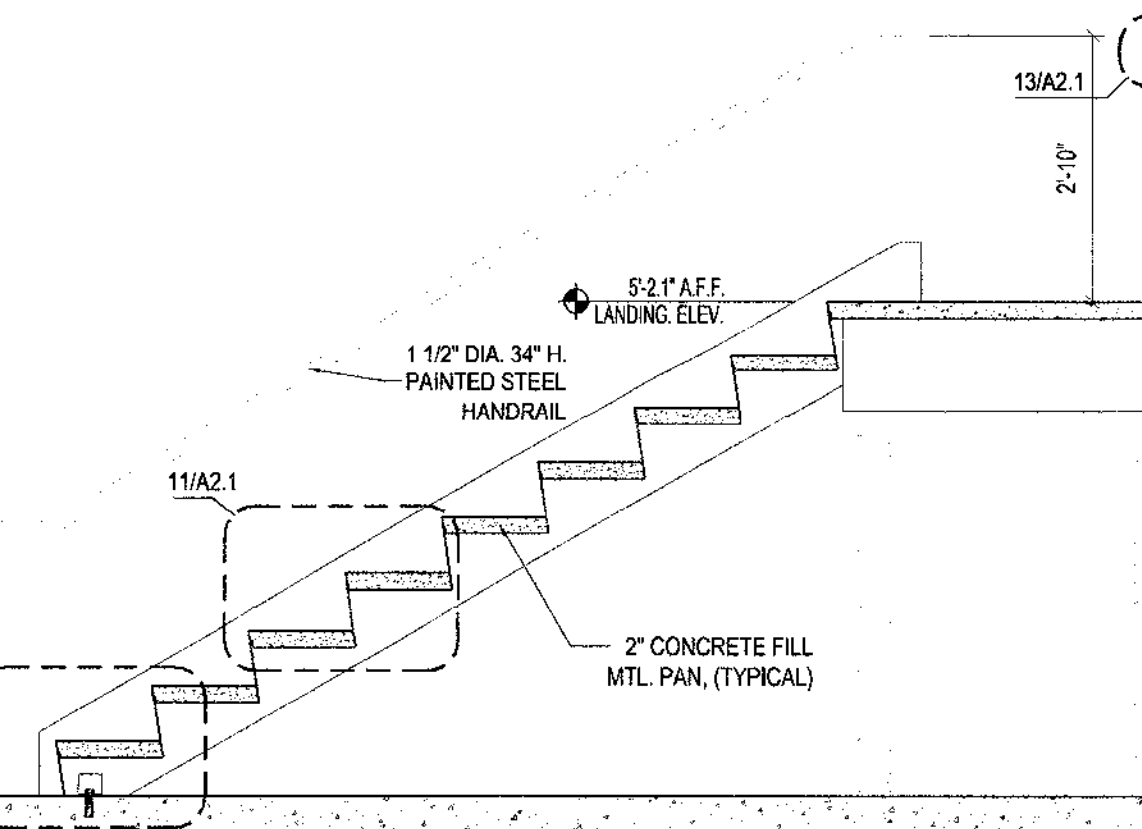 13/A2.1
2'-10"
5'-2.1" A.F.F.
LANDING. ELEV.
1 1/2" DIA. 34" H.
PAINTED STEEL
HANDRAIL
11/A2.1
2" CONCRETE FILL
MTL. PAN, (TYPICAL)